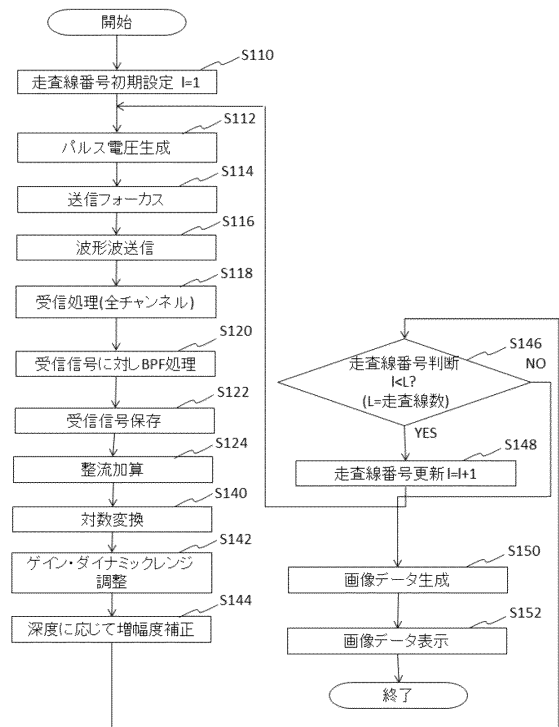 開始
S110
走査線番号初期設定 l=1
S112
パルス電圧生成
S114
送信フォーカス
S116
波形波送信
S118
受信処理(全チャンネル)
S120
受信信号に対しBPF処理
S122
受信信号保存
S124
整流加算
S140
対数変換
S142
ゲイン・ダイナミックレンジ
調整
S144
深度に応じて増幅度補正
S146
走査線番号判断
l<L?
(L=走査線数)
NO
YES
S148
走査線番号更新 l=l+1
S150
画像データ生成
S152
画像データ表示
終了